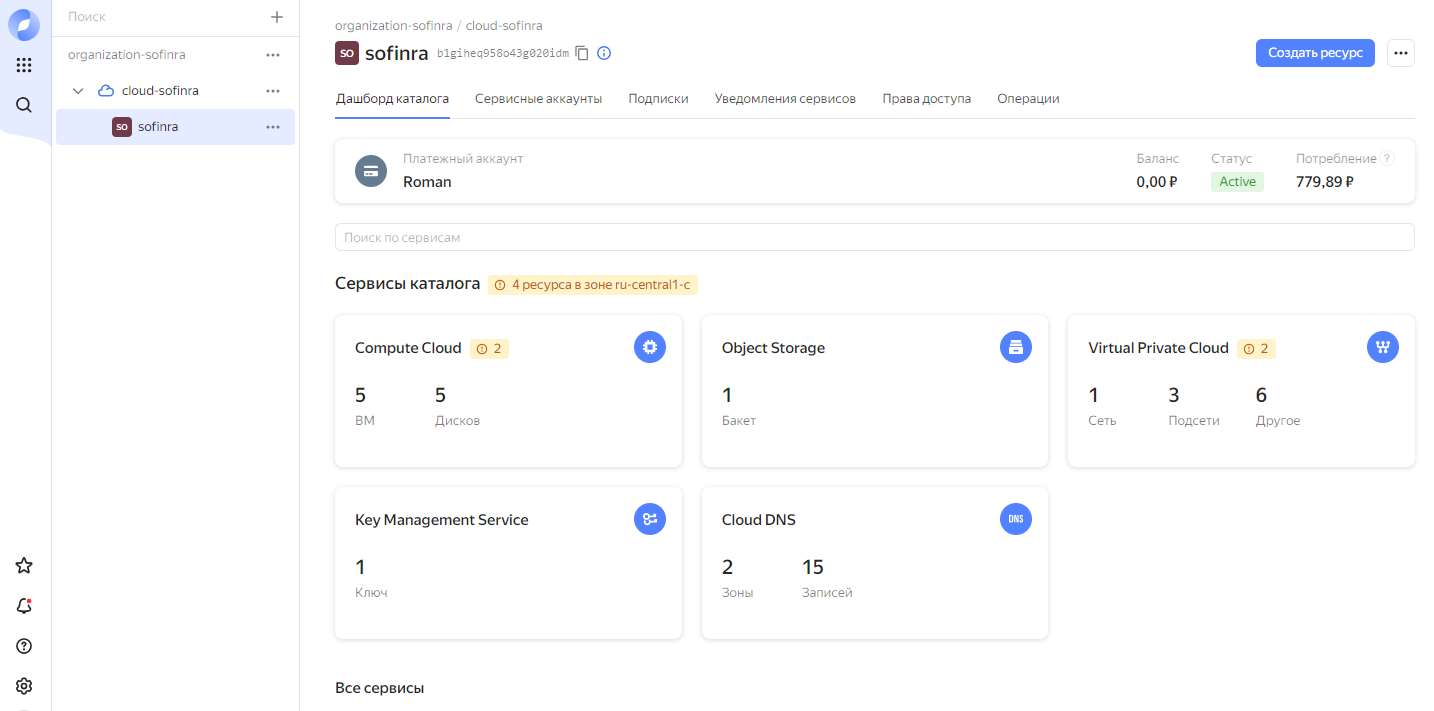 Поиск
organization-sofinra
cloud-sofinra
SO sofinra
organization-sofinra / cloud-sofinra
SO sofinra b1giheq958o43g020idm
Создать ресурс
Дашборд каталога Сервисные аккаунты Подписки Уведомления сервисов Права доступа Операции
Платежный аккаунт Баланс Статус Потребление ?
Roman 0,00 ₽ Active 779,89 ₽
Поиск по сервисам
Сервисы каталога 4 ресурса в зоне ru-central1-c
Compute Cloud 2
5 5
ВМ Дисков
Object Storage
1
Бакет
Virtual Private Cloud 2
1 3 6
Сеть Подсети Другое
Key Management Service
1
Ключ
Cloud DNS DNS
2 15
Зоны Записей
Все сервисы